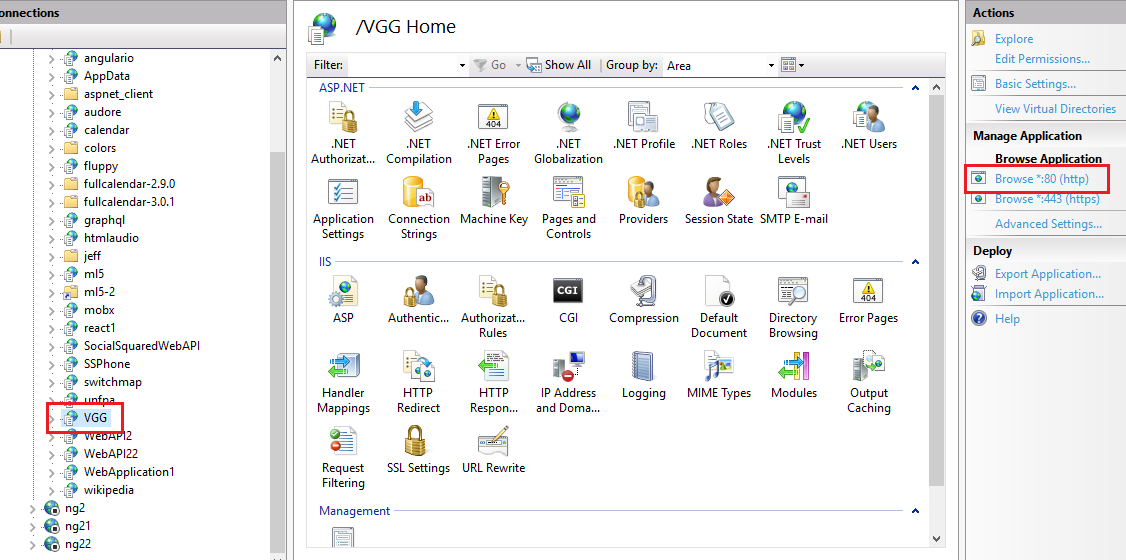 onnections
angulario
AppData
aspnet_client
audore
calendar
colors
fluppy
fullcalendar-2.9.0
fullcalendar-3.0.1
graphql
htmlaudio
jeff
ml5
ml5-2
mobx
react1
SocialSquaredWebAPI
SSPhone
switchmap
unfpa
VGG
WebAPI2
WebAPI22
WebApplication1
wikipedia
ng2
ng21
ng22
/VGG Home
Filter: Go Show All Group by: Area
ASP.NET
.NET Authorizat...
.NET Compilation
.NET Error Pages
.NET Globalization
.NET Profile
.NET Roles
.NET Trust Levels
.NET Users
Application Settings
Connection Strings
Machine Key
Pages and Controls
Providers
Session State
SMTP E-mail
IIS
ASP
Authentic...
Authorizat... Rules
CGI
Compression
Default Document
Directory Browsing
Error Pages
Handler Mappings
HTTP Redirect
HTTP Respon...
IP Address and Doma...
Logging
MIME Types
Modules
Output Caching
Request Filtering
SSL Settings
URL Rewrite
Management
Actions
Explore
Edit Permissions...
Basic Settings...
View Virtual Directories
Manage Application
Browse Application
Browse *:80 (http)
Browse *:443 (https)
Advanced Settings...
Deploy
Export Application...
Import Application...
Help